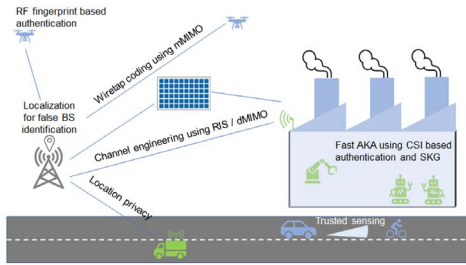 RF fingerprint based
authentication
Wiretap coding using mMIMO
Localization
for false BS
identification
Channel engineering using RIS / dMIMO
Fast AKA using CSI based
authentication and SKG
Location privacy
Trusted sensing